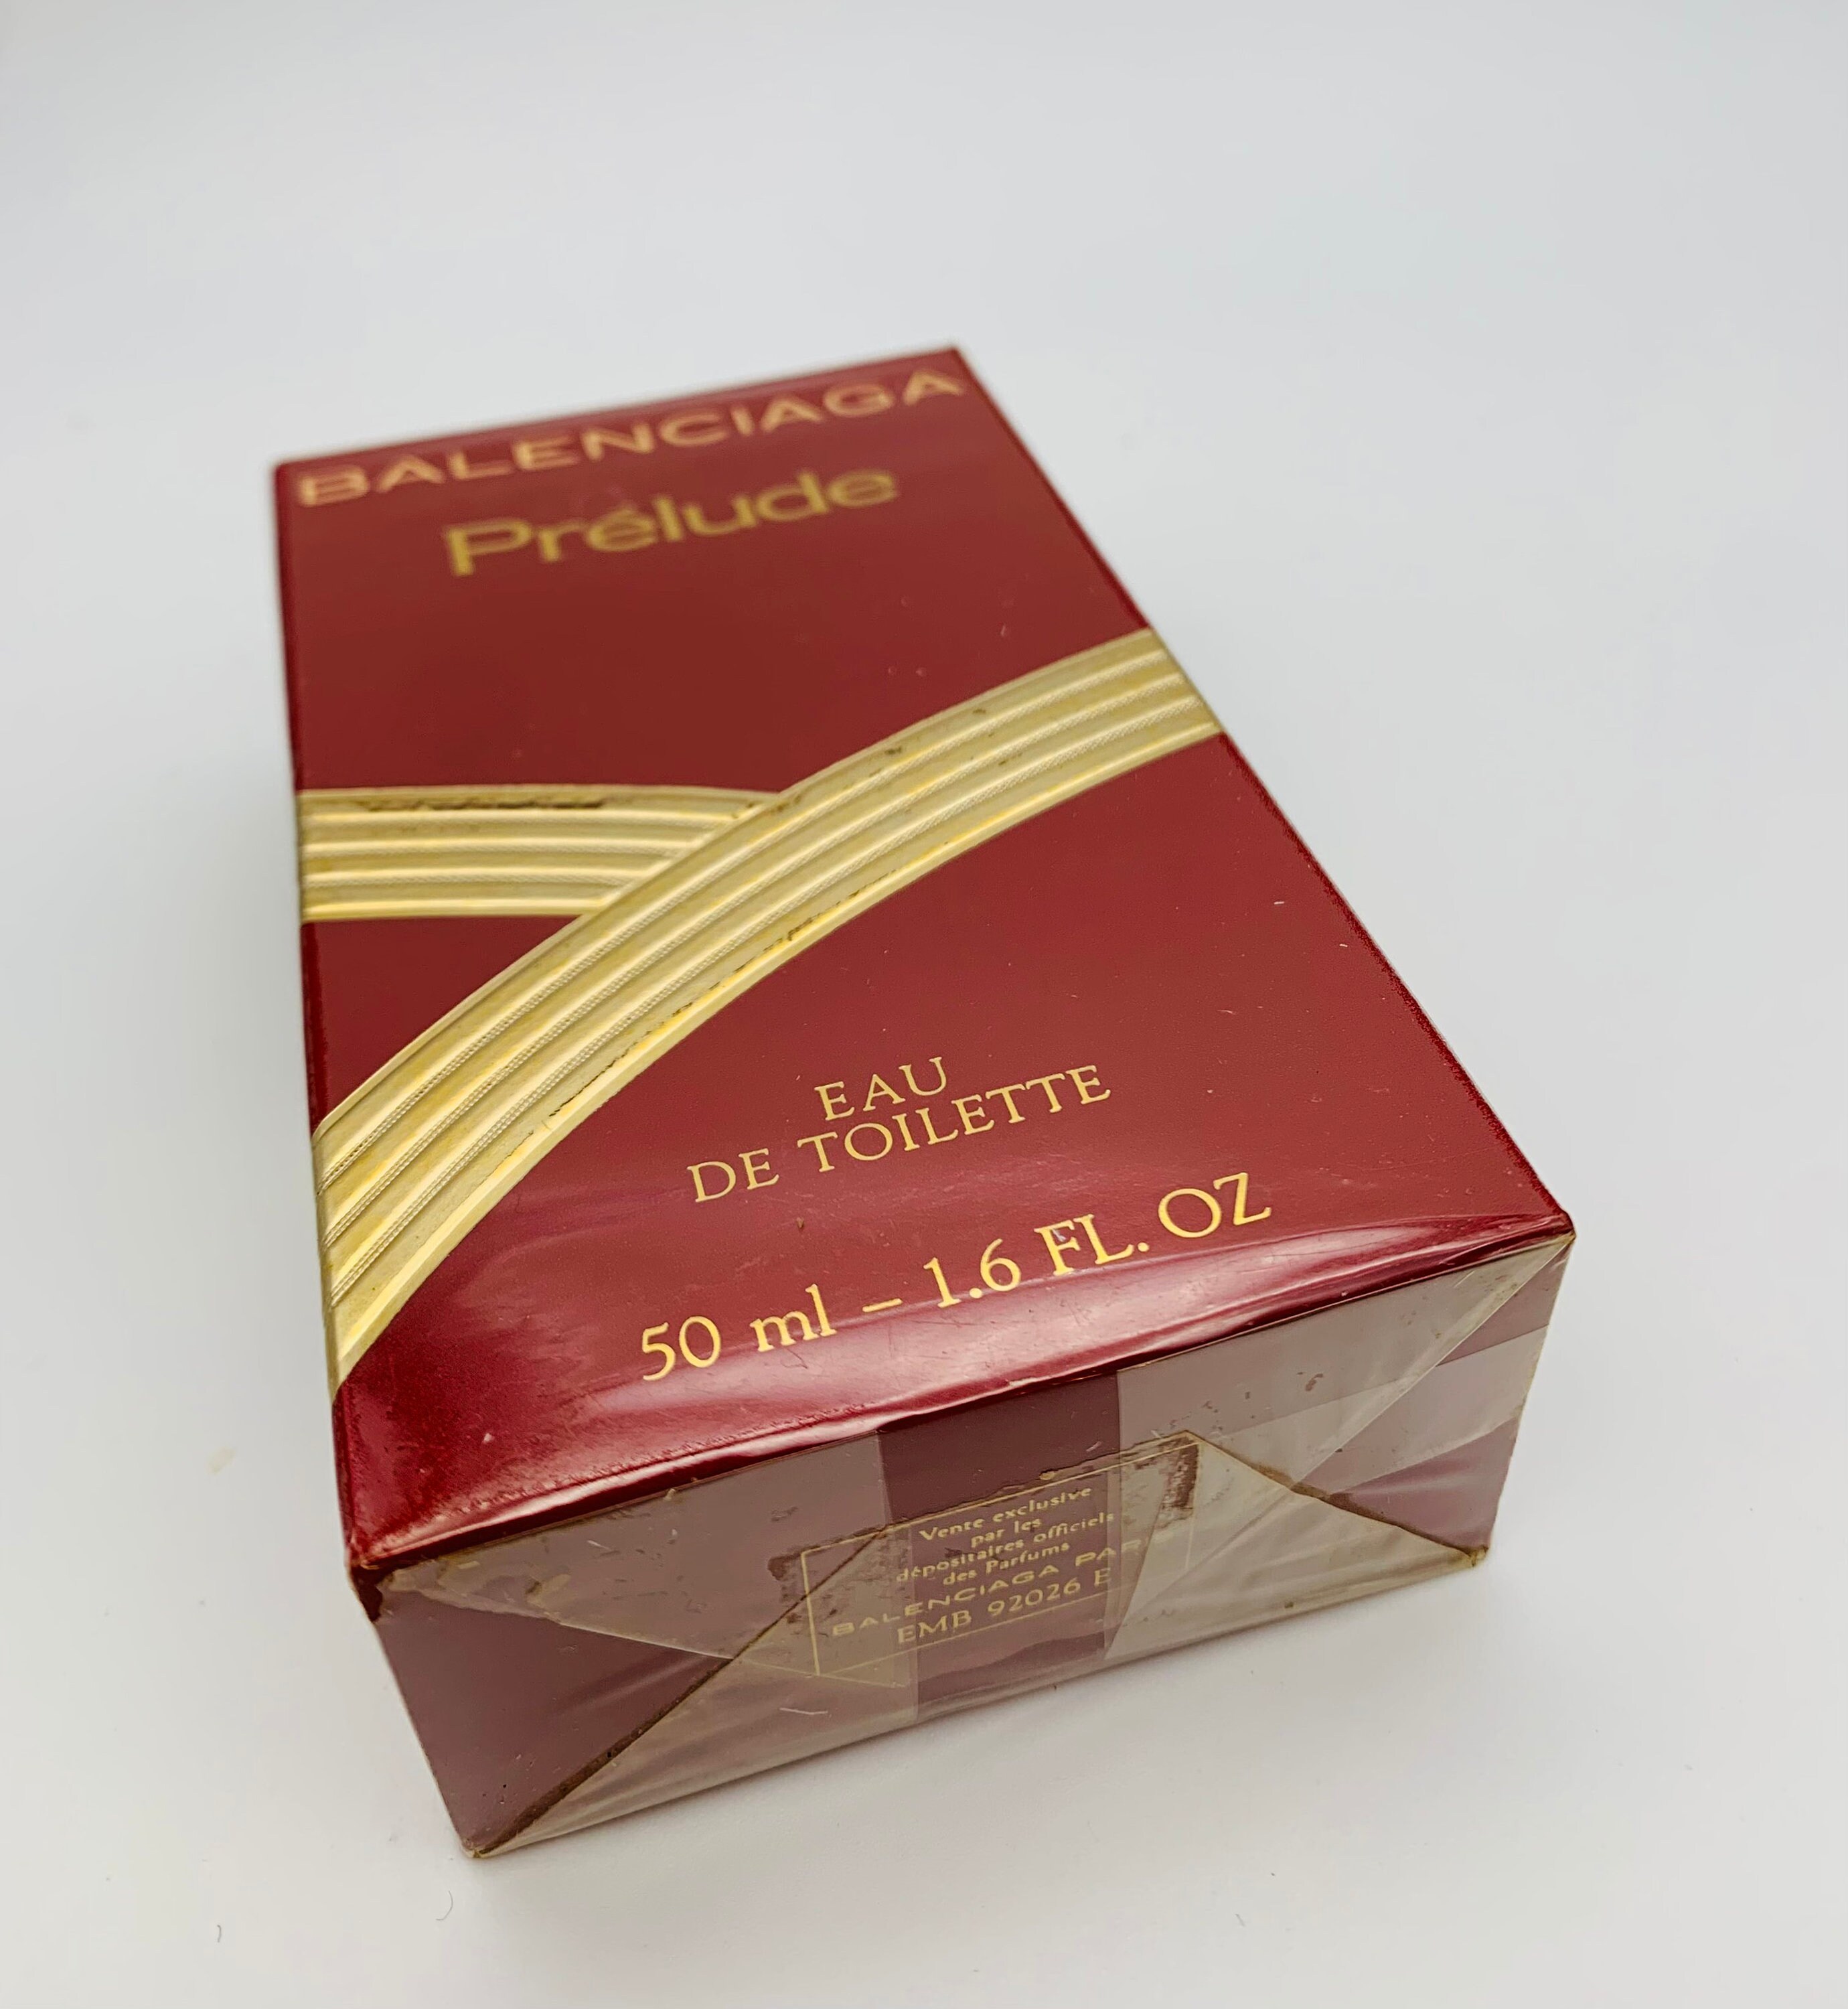 BALENCIAGA
Prélude
EAU
DE TOILETTE
50 ml – 1.6 FL. OZ
Vente exclusive
par les
dépositaires officiels
des Parfums
BALENCIAGA PARIS
EMB 92026 E